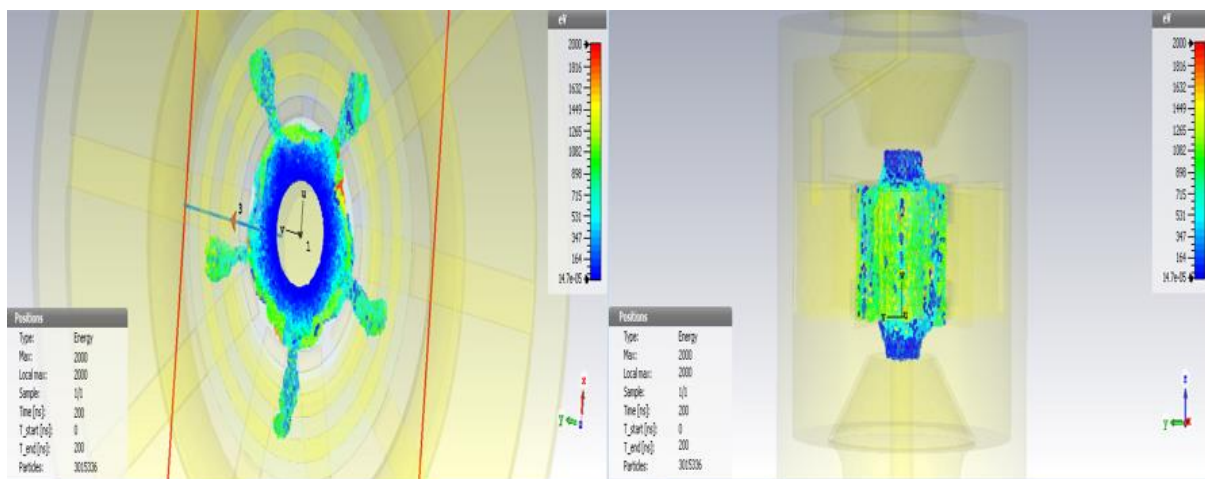 eV
2000
1816
1632
1449
1265
1082
898
715
531
347
164
14.7e-05
3
u
v
1
Positions
Type: Energy
Max: 2000
Local max: 2000
Sample: 1/1
Time [ns]: 200
T_start [ns]: 0
T_end [ns]: 200
Particles: 3015336
x
Y
z
eV
2000
1816
1632
1449
1265
1082
898
715
531
347
164
14.7e-05
w
v
u
Positions
Type: Energy
Max: 2000
Local max: 2000
Sample: 1/1
Time [ns]: 200
T_start [ns]: 0
T_end [ns]: 200
Particles: 3015336
z
Y